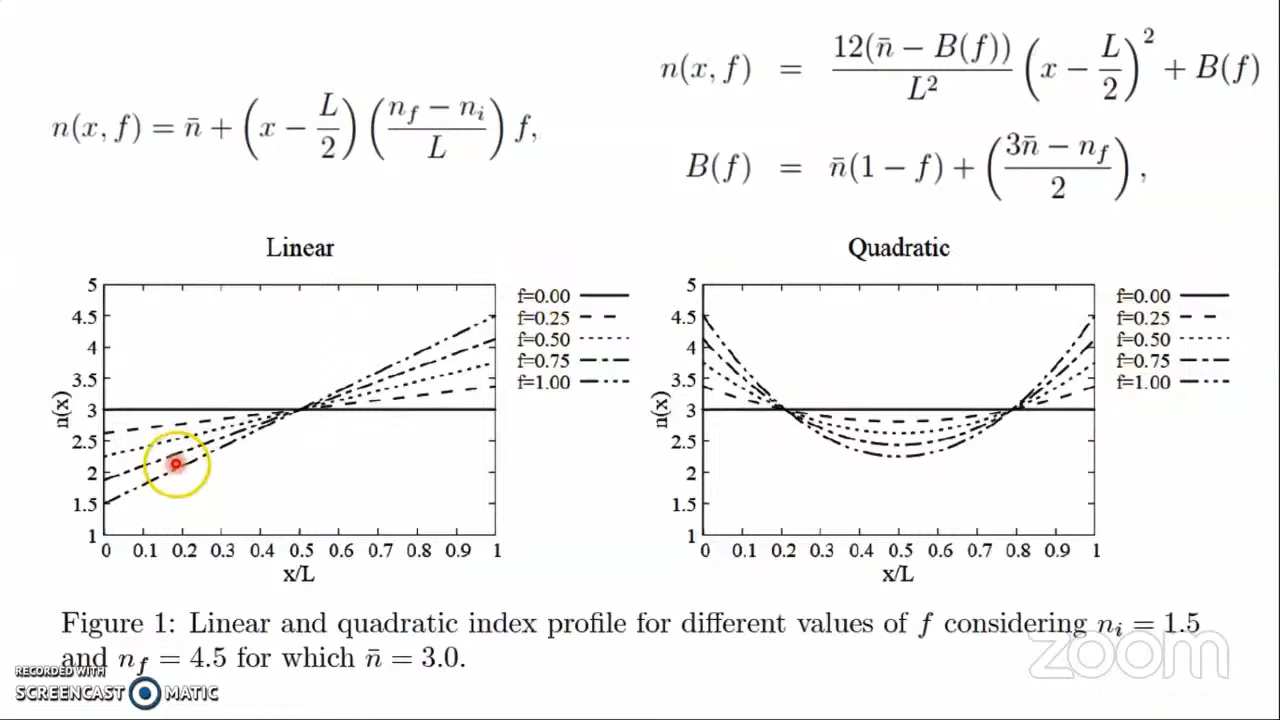 n(x, f) = n̄ + (x − L/2) ((n_f − n_i)/L) f,
n(x, f) = 12(n̄ − B(f))/L² (x − L/2)² + B(f)
B(f) = n̄(1 − f) + ((3n̄ − n_f)/2),
Linear
5
4.5
4
3.5
3
2.5
2
1.5
1
n(x)
0 0.1 0.2 0.3 0.4 0.5 0.6 0.7 0.8 0.9 1
x/L
f=0.00
f=0.25
f=0.50
f=0.75
f=1.00
Quadratic
5
4.5
4
3.5
3
2.5
2
1.5
1
n(x)
0 0.1 0.2 0.3 0.4 0.5 0.6 0.7 0.8 0.9 1
x/L
f=0.00
f=0.25
f=0.50
f=0.75
f=1.00
Figure 1: Linear and quadratic index profile for different values of f considering n_i = 1.5
and n_f = 4.5 for which n̄ = 3.0.
zoom
RECORDED WITH
SCREENCAST MATIC